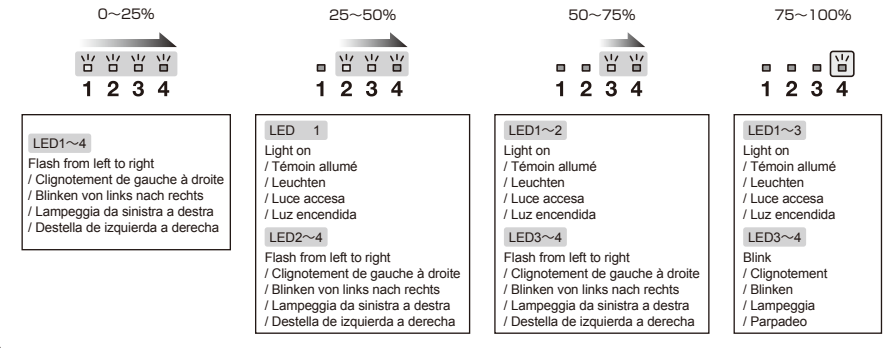 0～25%
1 2 3 4
LED1～4
Flash from left to right
/ Clignotement de gauche à droite
/ Blinken von links nach rechts
/ Lampeggia da sinistra a destra
/ Destella de izquierda a derecha
25～50%
1 2 3 4
LED 1
Light on
/ Témoin allumé
/ Leuchten
/ Luce accesa
/ Luz encendida
LED2～4
Flash from left to right
/ Clignotement de gauche à droite
/ Blinken von links nach rechts
/ Lampeggia da sinistra a destra
/ Destella de izquierda a derecha
50～75%
1 2 3 4
LED1～2
Light on
/ Témoin allumé
/ Leuchten
/ Luce accesa
/ Luz encendida
LED3～4
Flash from left to right
/ Clignotement de gauche à droite
/ Blinken von links nach rechts
/ Lampeggia da sinistra a destra
/ Destella de izquierda a derecha
75～100%
1 2 3 4
LED1～3
Light on
/ Témoin allumé
/ Leuchten
/ Luce accesa
/ Luz encendida
LED3～4
Blink
/ Clignotement
/ Blinken
/ Lampeggia
/ Parpadeo